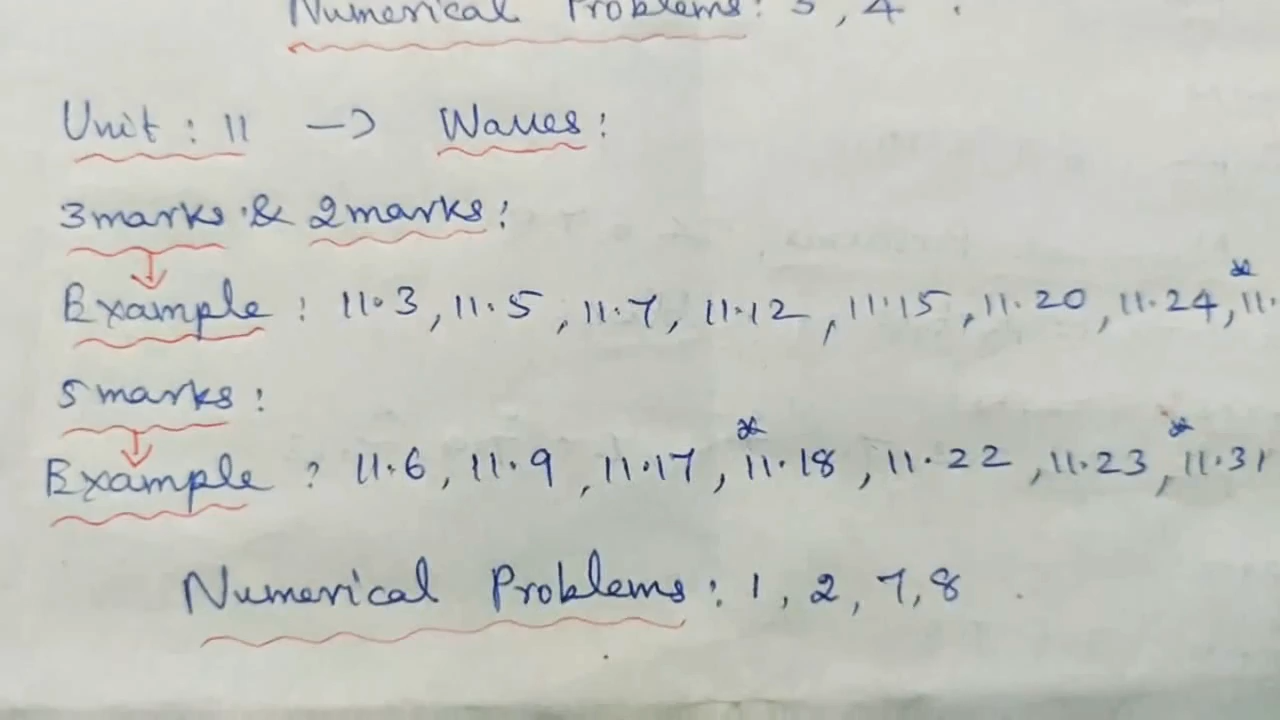 Numerical Problems: 3, 4.
Unit: 11 → Waves:
3marks & 2marks:
Example: 11.3, 11.5, 11.7, 11.12, 11.15, 11.20, 11.24, 11.
5marks:
Example: 11.6, 11.9, 11.17, 11.18, 11.22, 11.23, 11.31
Numerical Problems: 1, 2, 7, 8.